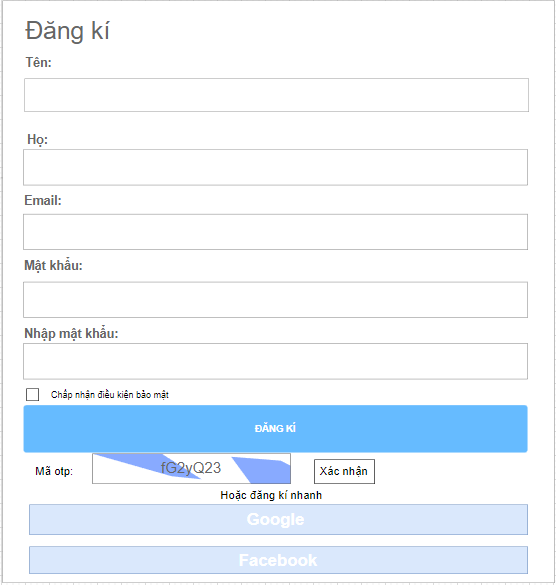 Đăng kí
Tên:
Họ:
Email:
Mật khẩu:
Nhập mật khẩu:
Chấp nhận điều kiện bảo mật
ĐĂNG KÍ
Mã otp: fG2yQ23 Xác nhận
Hoặc đăng kí nhanh
Google
Facebook